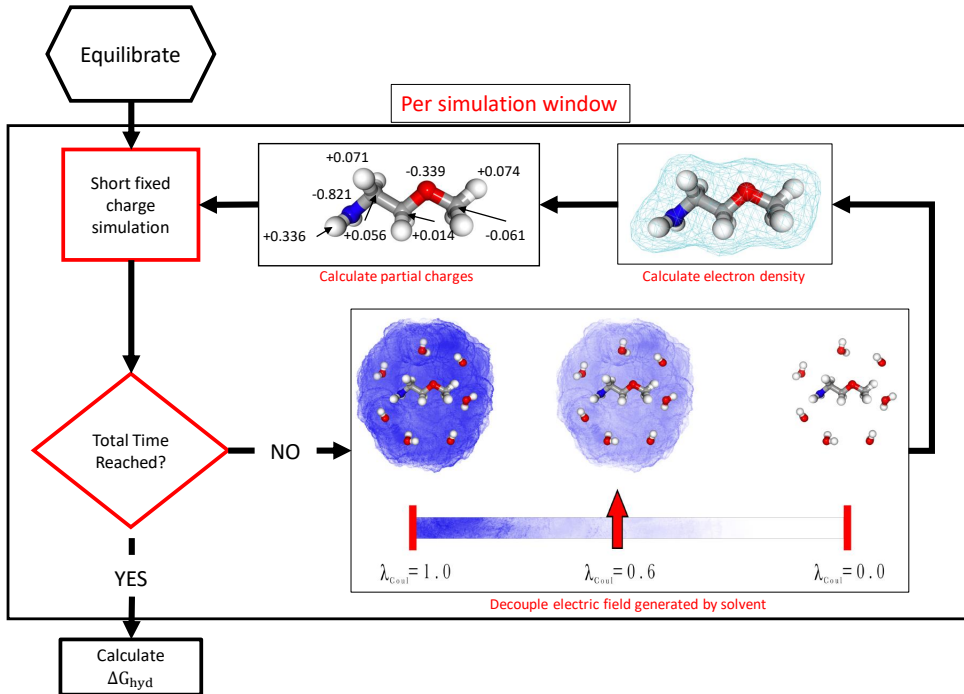 Equilibrate
Per simulation window
Short fixed
charge
simulation
+0.071
-0.339
+0.074
-0.821
+0.336
+0.056
+0.014
-0.061
Calculate partial charges
Calculate electron density
Total Time
Reached?
NO
λCoul=1.0
λCoul=0.6
λCoul=0.0
Decouple electric field generated by solvent
YES
Calculate
ΔGhyd